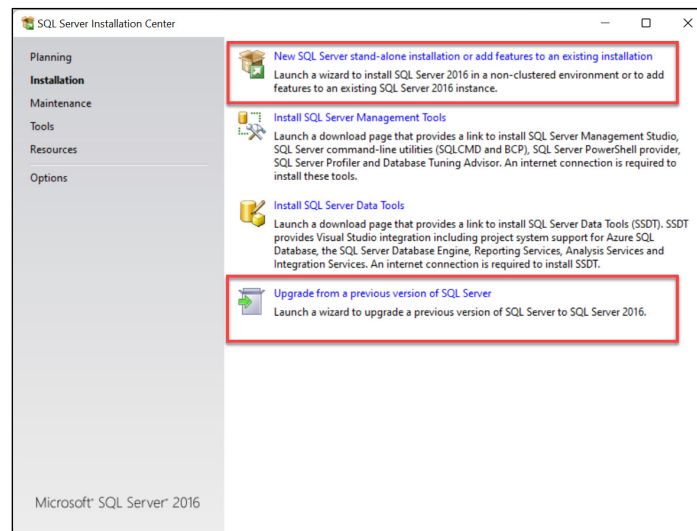 SQL Server Installation Center
Planning
Installation
Maintenance
Tools
Resources
Options
New SQL Server stand-alone installation or add features to an existing installation
Launch a wizard to install SQL Server 2016 in a non-clustered environment or to add
features to an existing SQL Server 2016 instance.
Install SQL Server Management Tools
Launch a download page that provides a link to install SQL Server Management Studio,
SQL Server command-line utilities (SQLCMD and BCP), SQL Server PowerShell provider,
SQL Server Profiler and Database Tuning Advisor. An internet connection is required to
install these tools.
Install SQL Server Data Tools
Launch a download page that provides a link to install SQL Server Data Tools (SSDT). SSDT
provides Visual Studio integration including project system support for Azure SQL
Database, the SQL Server Database Engine, Reporting Services, Analysis Services and
Integration Services. An internet connection is required to install SSDT.
Upgrade from a previous version of SQL Server
Launch a wizard to upgrade a previous version of SQL Server to SQL Server 2016.
Microsoft® SQL Server® 2016